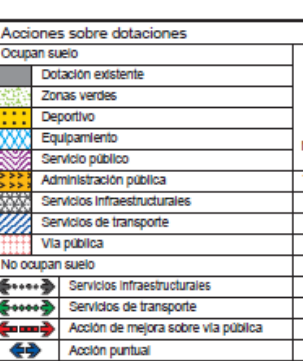 Acciones sobre dotaciones
Ocupan suelo
Dotación existente
Zonas verdes
Deportivo
Equipamiento
Servicio público
Administración pública
Servicios Infraestructurales
Servicios de transporte
Vía pública
No ocupan suelo
Servicios Infraestructurales
Servicios de transporte
Acción de mejora sobre vía pública
Acción puntual